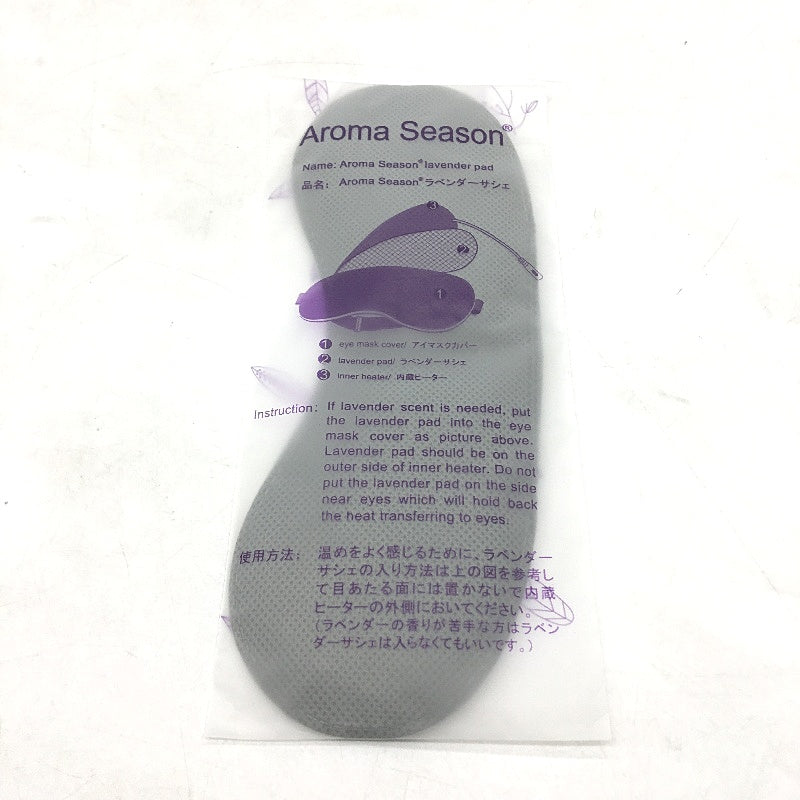 Aroma Season®
Name: Aroma Season® lavender pad
品名: Aroma Season® ラベンダーサシェ
3
2
1
1 eye mask cover/ アイマスクカバー
2 lavender pad/ ラベンダーサシェ
3 inner heater/ 内蔵ヒーター
Instruction: If lavender scent is needed, put
the lavender pad into the eye
mask cover as picture above.
Lavender pad should be on the
outer side of inner heater. Do not
put the lavender pad on the side
near eyes which will hold back
the heat transferring to eyes.
使用方法: 温めをよく感じるために、ラベンダー
サシェの入り方法は上の図を参考し
て目あたる面には置かないで内蔵
ヒーターの外側においてください。
(ラベンダーの香りが苦手な方はラベン
ダーサシェは入らなくてもいいです。)